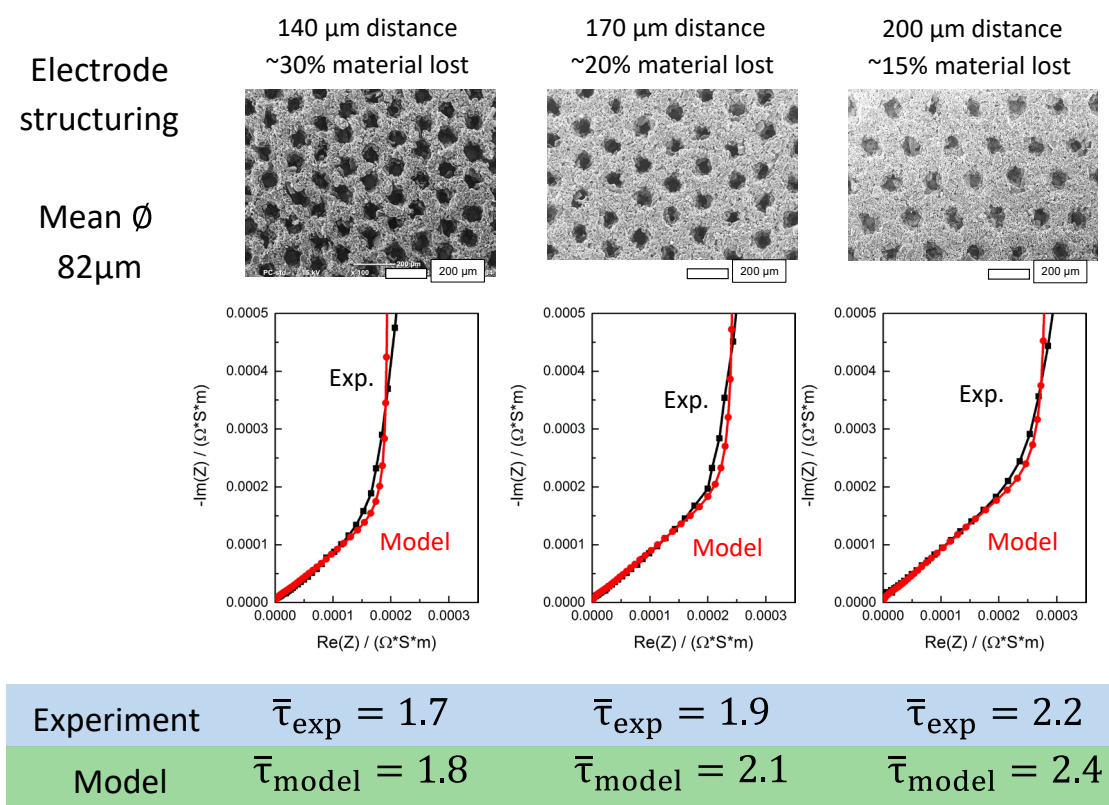 Electrode
structuring
Mean Ø
82µm
140 µm distance
~30% material lost
170 µm distance
~20% material lost
200 µm distance
~15% material lost
200 µm
x 100
200 µm
200 µm
200 µm
0.0005
0.0004
0.0003
0.0002
0.0001
0.0000
-Im(Z) / (Ω*S*m)
Exp.
Model
0.0000 0.0001 0.0002 0.0003
Re(Z) / (Ω*S*m)
0.0005
0.0004
0.0003
0.0002
0.0001
0.0000
-Im(Z) / (Ω*S*m)
Exp.
Model
0.0000 0.0001 0.0002 0.0003
Re(Z) / (Ω*S*m)
0.0005
0.0004
0.0003
0.0002
0.0001
0.0000
-Im(Z) / (Ω*S*m)
Exp.
Model
0.0000 0.0001 0.0002 0.0003
Re(Z) / (Ω*S*m)
Experiment τ̅exp = 1.7 τ̅exp = 1.9 τ̅exp = 2.2
Model τ̅model = 1.8 τ̅model = 2.1 τ̅model = 2.4